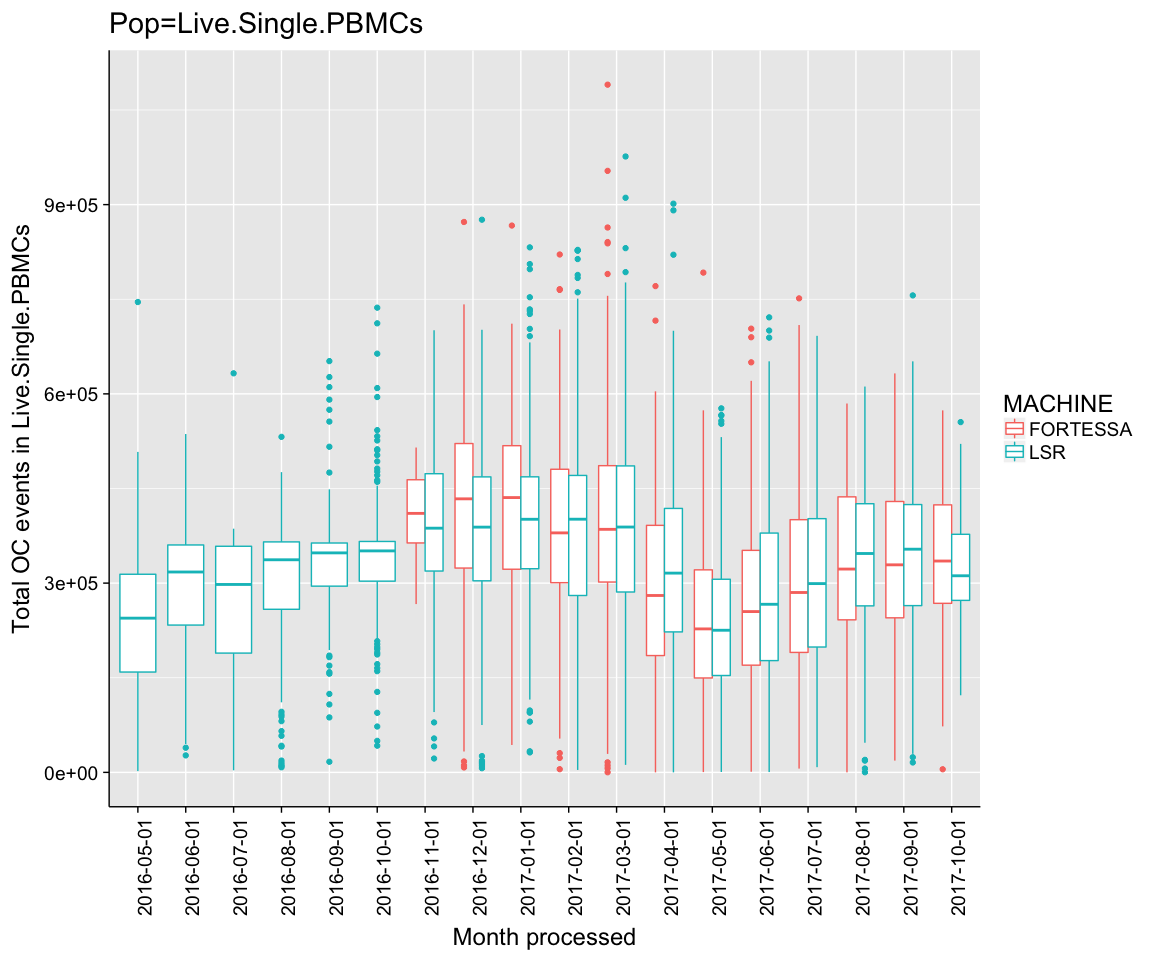 Pop=Live.Single.PBMCs
Total OC events in Live.Single.PBMCs
9e+05
6e+05
3e+05
0e+00
2016-05-01
2016-06-01
2016-07-01
2016-08-01
2016-09-01
2016-10-01
2016-11-01
2016-12-01
2017-01-01
2017-02-01
2017-03-01
2017-04-01
2017-05-01
2017-06-01
2017-07-01
2017-08-01
2017-09-01
2017-10-01
Month processed
MACHINE
FORTESSA
LSR